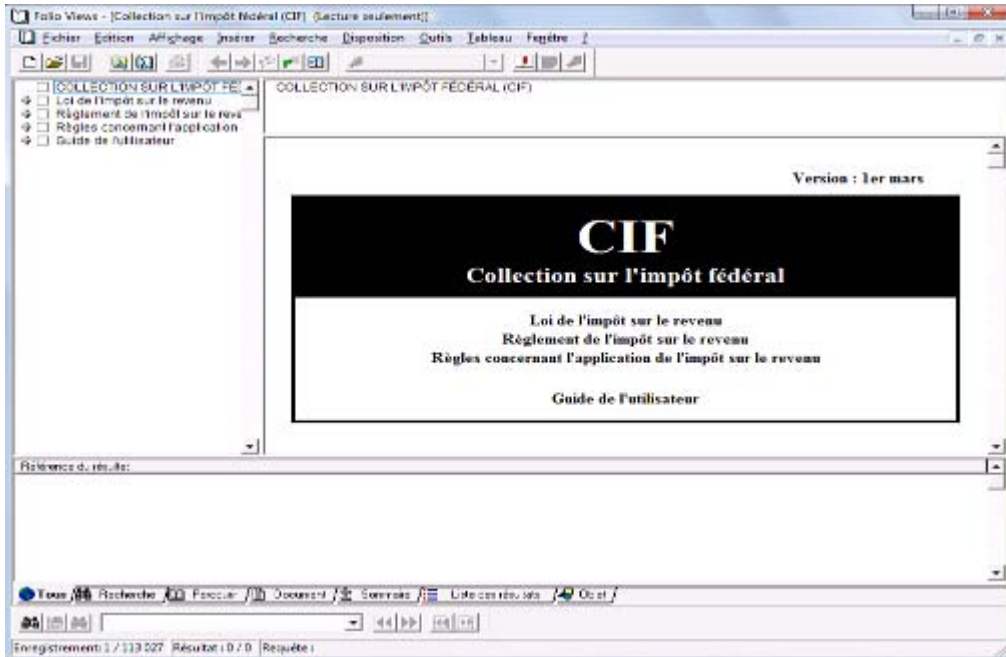 Folio Views - [Collection sur l'impôt fédéral (CIF) (Lecture seulement)]
Fichier Edition Affichage Insérer Recherche Disposition Outils Tableau Fenêtre ?
COLLECTION SUR L'IMPÔT FÉ
Loi de l'impôt sur le revenu
Règlement de l'impôt sur le reve
Règles concernant l'application
Guide de l'utilisateur
COLLECTION SUR L'IMPÔT FÉDÉRAL (CIF)
Version : 1er mars
CIF
Collection sur l'impôt fédéral
Loi de l'impôt sur le revenu
Règlement de l'impôt sur le revenu
Règles concernant l'application de l'impôt sur le revenu
Guide de l'utilisateur
Référence du résultat:
Tous Recherche Parcourir Document Sommaire Liste des résultats Objet
Enregistrement: 1 / 113 027 Résultat : 0 / 0 Requête :